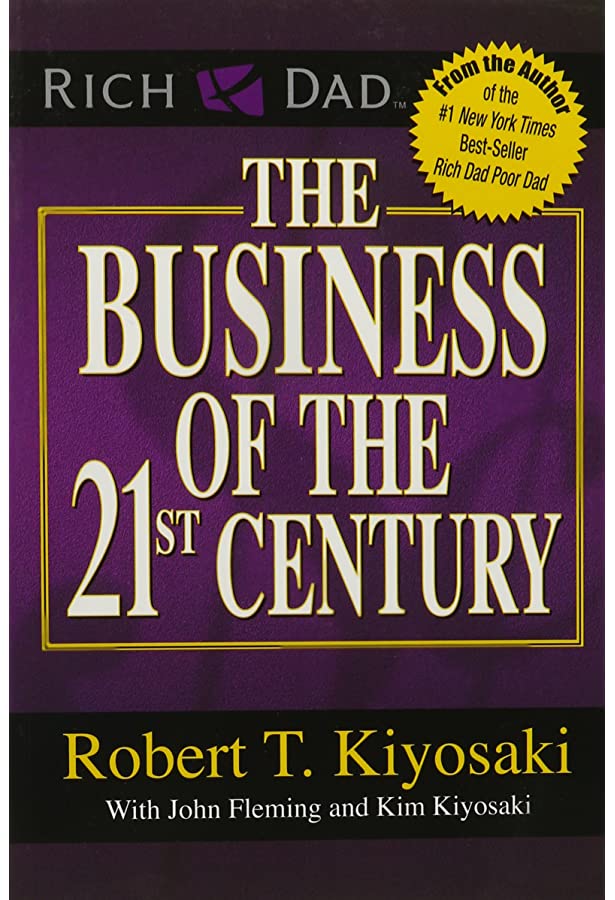 RICH DAD™
From the Author
of the
#1 New York Times
Best-Seller
Rich Dad Poor Dad
THE
BUSINESS
OF THE
21ST CENTURY
Robert T. Kiyosaki
With John Fleming and Kim Kiyosaki